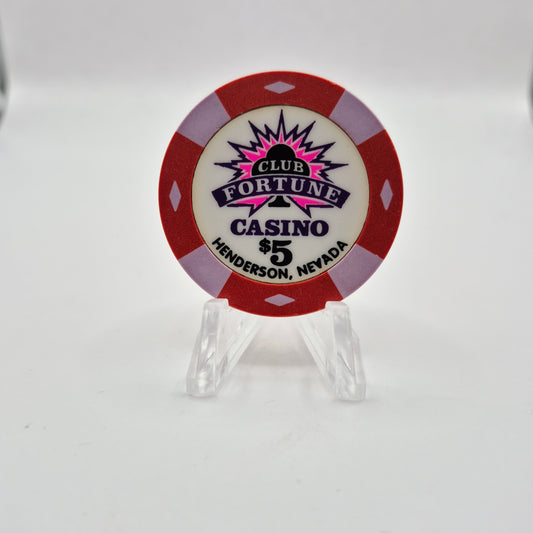 CLUB
FORTUNE
CASINO
$5
HENDERSON, NEVADA